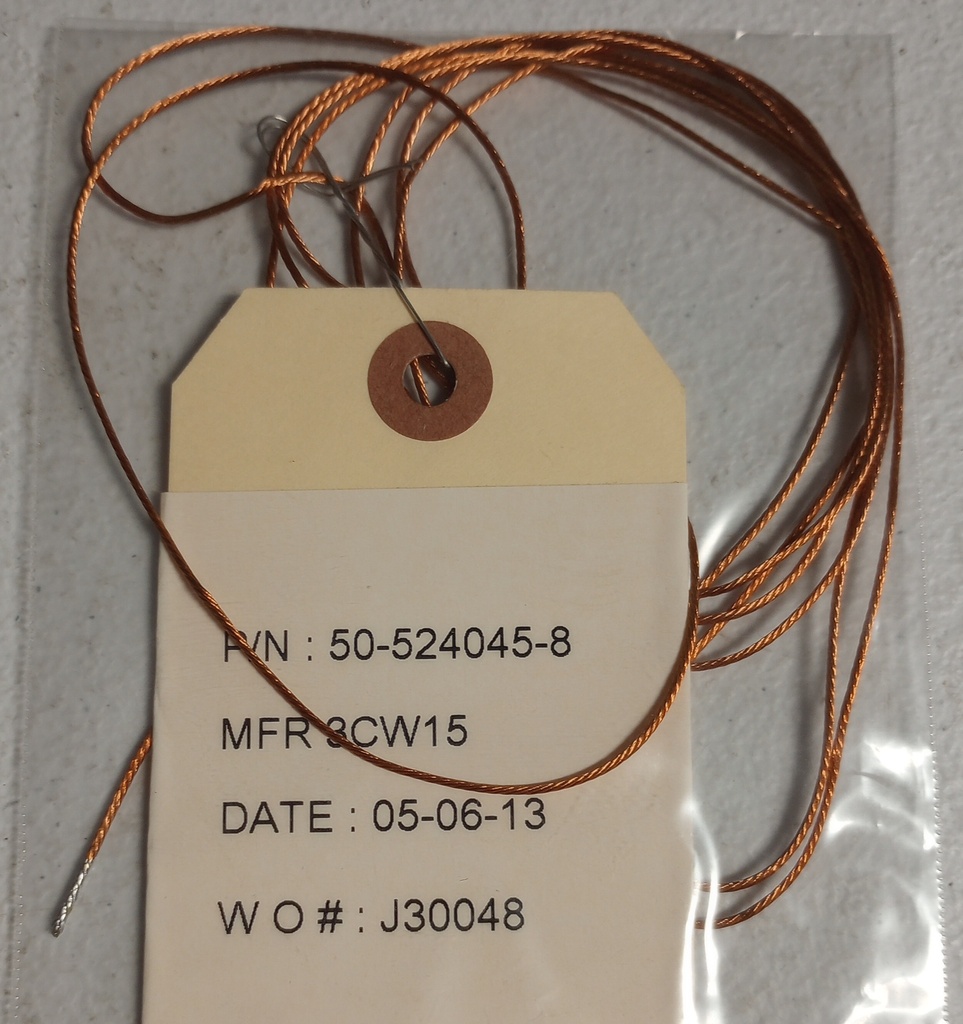 P/N : 50-524045-8
MFR 3CW15
DATE : 05-06-13
W O # : J30048